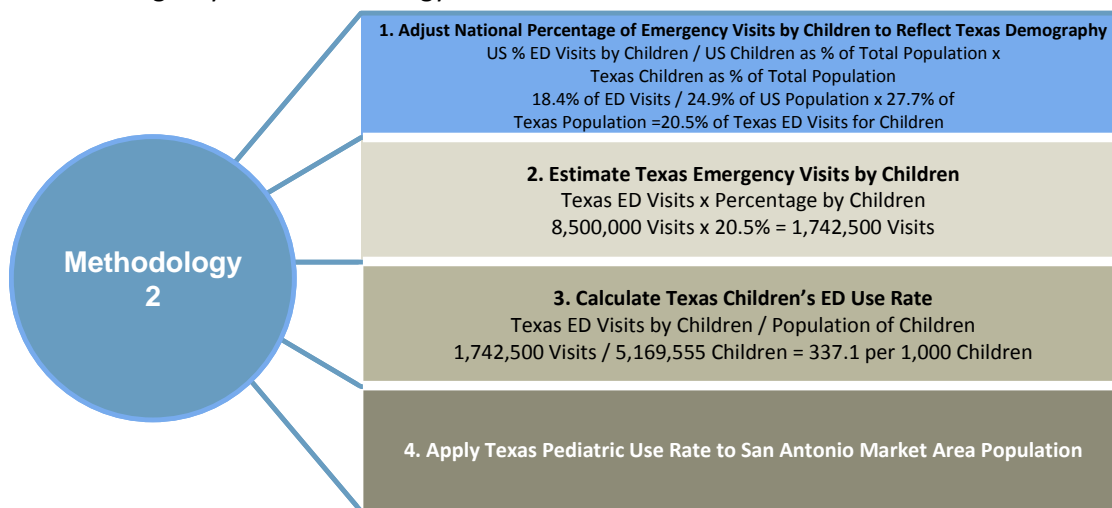 Methodology
2
1. Adjust National Percentage of Emergency Visits by Children to Reflect Texas Demography
US % ED Visits by Children / US Children as % of Total Population x
Texas Children as % of Total Population
18.4% of ED Visits / 24.9% of US Population x 27.7% of
Texas Population =20.5% of Texas ED Visits for Children
2. Estimate Texas Emergency Visits by Children
Texas ED Visits x Percentage by Children
8,500,000 Visits x 20.5% = 1,742,500 Visits
3. Calculate Texas Children’s ED Use Rate
Texas ED Visits by Children / Population of Children
1,742,500 Visits / 5,169,555 Children = 337.1 per 1,000 Children
4. Apply Texas Pediatric Use Rate to San Antonio Market Area Population